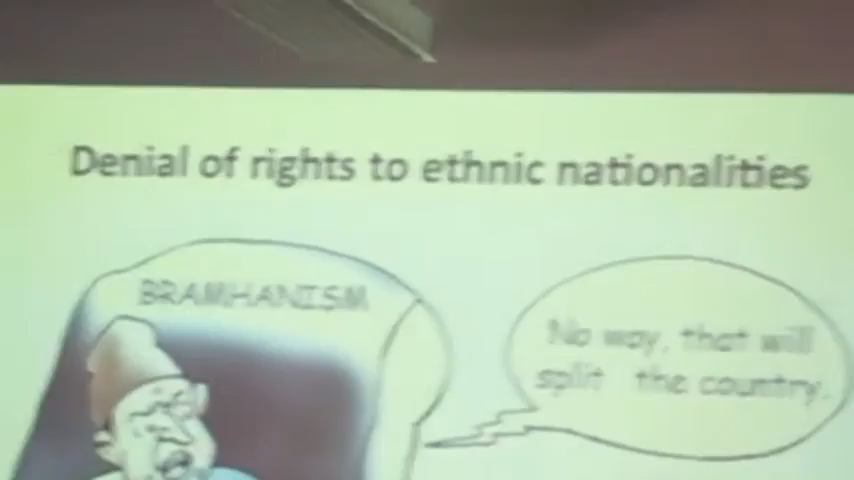 Denial of rights to ethnic nationalities
BRAMHANISM
No way, that will
split the country.